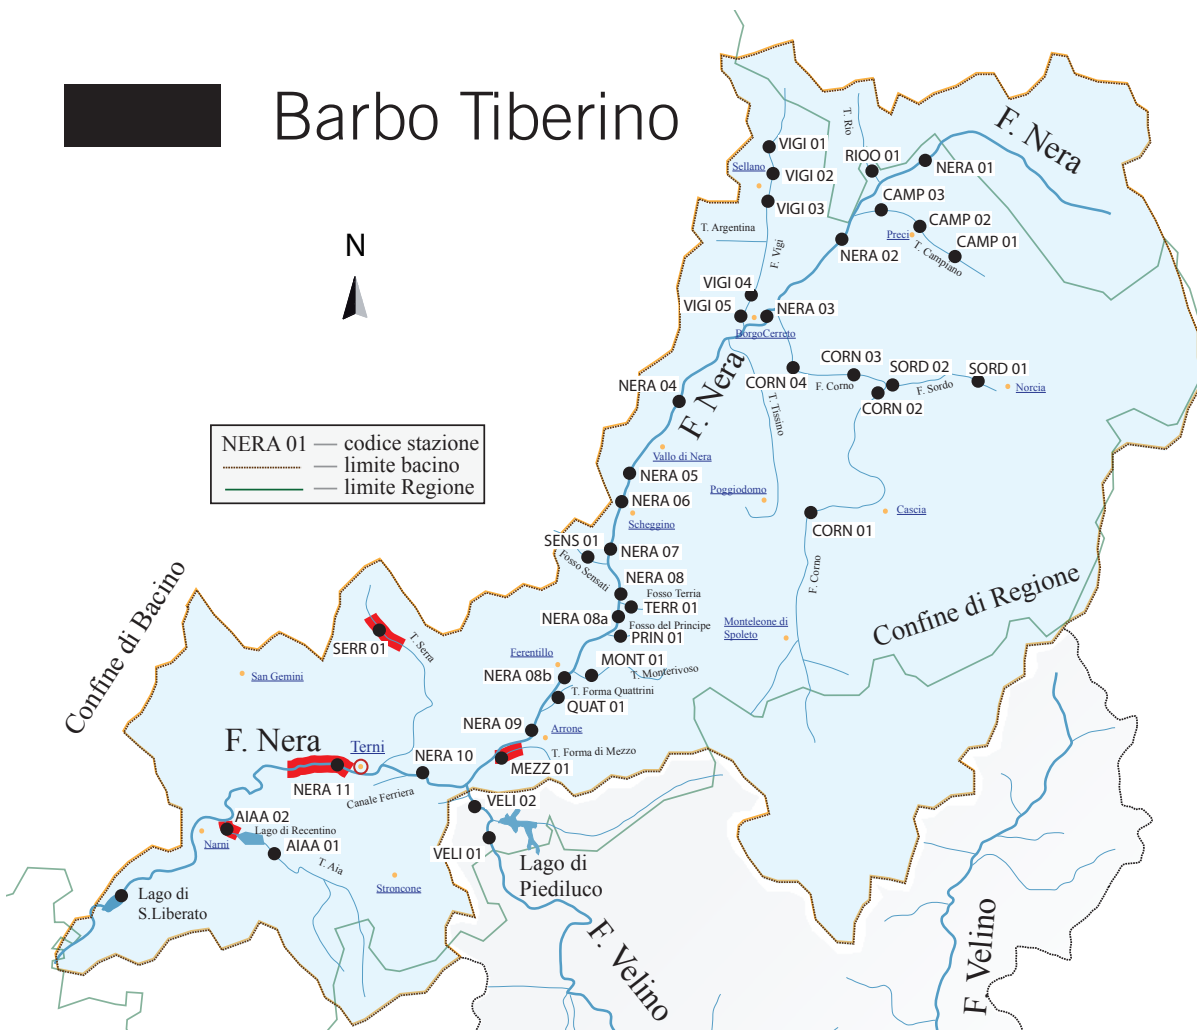 Barbo Tiberino
N
F. Nera
T. Rio
VIGI 01
RIOO 01
NERA 01
Sellano
VIGI 02
CAMP 03
VIGI 03
CAMP 02
T. Argentina
Preci
CAMP 01
F. Vigi
NERA 02
T. Campiano
VIGI 04
VIGI 05
NERA 03
BorgoCerreto
F. Nera
CORN 03
SORD 02
SORD 01
CORN 04
F. Corno
F. Sordo
Norcia
NERA 04
CORN 02
T. Tissino
NERA 01 codice stazione
limite bacino
limite Regione
Vallo di Nera
NERA 05
Poggiodomo
NERA 06
Scheggino
Cascia
CORN 01
SENS 01
NERA 07
Fosso Sensati
F. Corno
NERA 08
Fosso Terria
TERR 01
NERA 08a
Fosso del Principe
PRIN 01
Monteleone di
Spoleto
Confine di Regione
Confine di Bacino
SERR 01
T. Serra
Ferentillo
MONT 01
T. Monterivoso
NERA 08b
San Gemini
T. Forma Quattrini
QUAT 01
NERA 09
Arrone
F. Nera
Terni
NERA 10
T. Forma di Mezzo
MEZZ 01
NERA 11
Canale Ferriera
VELI 02
AIAA 02
Lago di Recentino
Narni
AIAA 01
VELI 01
T. Aia
Lago di
Piediluco
Stroncone
Lago di
S.Liberato
F. Velino
F. Velino